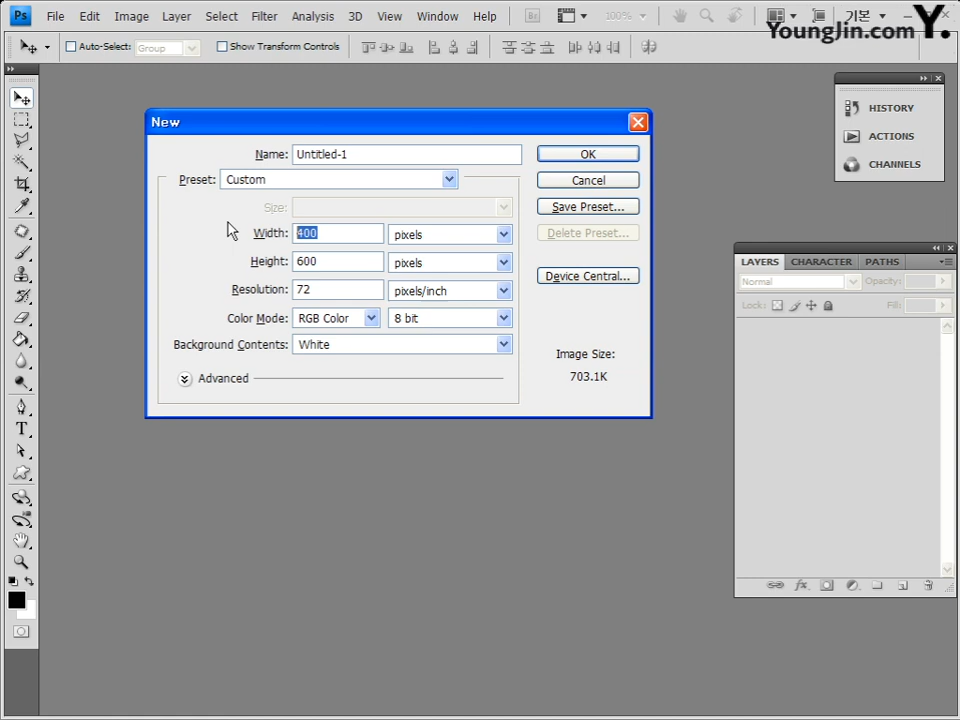 Ps File Edit Image Layer Select Filter Analysis 3D View Window Help Br 100% 기본
YoungJin.com Y.
Auto-Select: Group Show Transform Controls
New
Name: Untitled-1 OK
Preset: Custom Cancel
Size: Save Preset...
Width: 400 pixels Delete Preset...
Height: 600 pixels
Resolution: 72 pixels/inch Device Central...
Color Mode: RGB Color 8 bit
Background Contents: White
Image Size:
703.1K
Advanced
HISTORY
ACTIONS
CHANNELS
LAYERS CHARACTER PATHS
Normal Opacity:
Lock: Fill:
T
fx